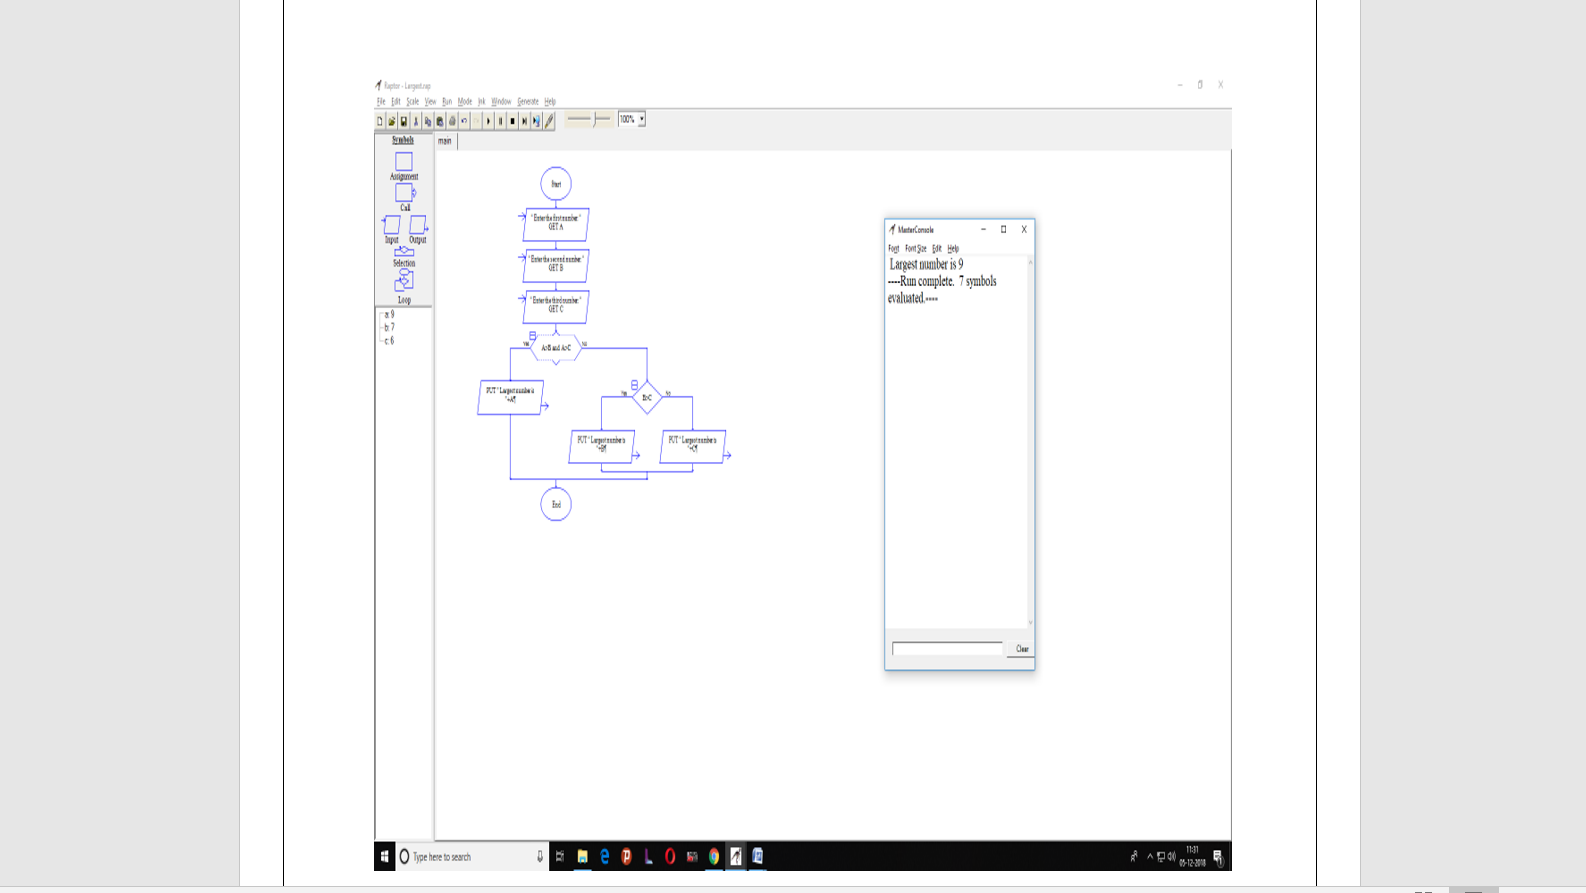 Raptor - Largest.rap
File Edit Scale View Run Mode Ink Window Generate Help
100%
Symbols
main
Assignment
Call
Input Output
Selection
Loop
a: 9
b: 7
c: 6
Start
" Enter the first number "
GET A
" Enter the second number "
GET B
" Enter the third number "
GET C
Yes A>B and A>C No
PUT " Largest number is
"+A¶
Yes B>C No
PUT " Largest number is
"+B¶
PUT " Largest number is
"+C¶
End
MasterConsole
Font Font Size Edit Help
Largest number is 9
----Run complete. 7 symbols
evaluated.----
Clear
Type here to search
11:31
05-12-2018